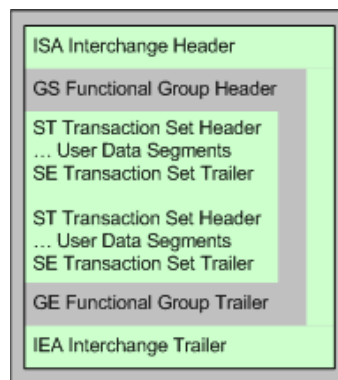 ISA Interchange Header
GS Functional Group Header
ST Transaction Set Header
... User Data Segments
SE Transaction Set Trailer
ST Transaction Set Header
... User Data Segments
SE Transaction Set Trailer
GE Functional Group Trailer
IEA Interchange Trailer